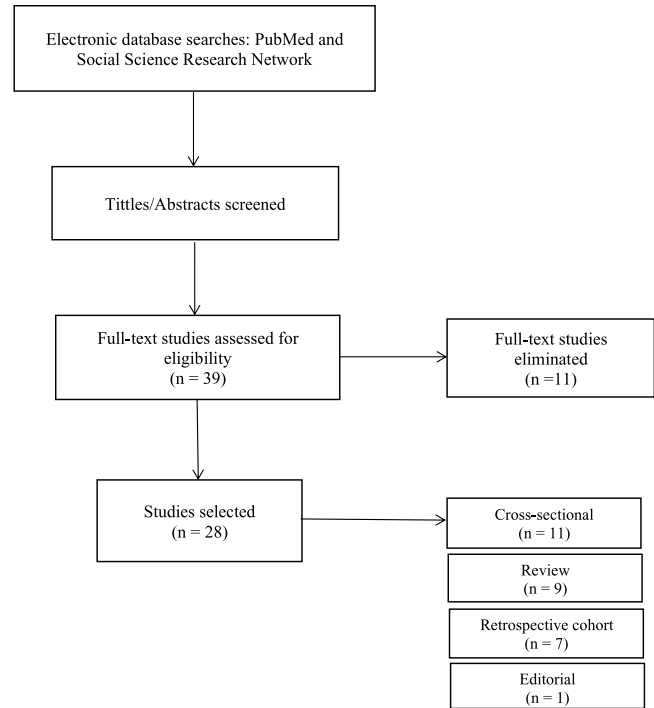 Electronic database searches: PubMed and
Social Science Research Network
Tittles/Abstracts screened
Full-text studies assessed for
eligibility
(n = 39)
Full-text studies
eliminated
(n =11)
Studies selected
(n = 28)
Cross-sectional
(n = 11)
Review
(n = 9)
Retrospective cohort
(n = 7)
Editorial
(n = 1)